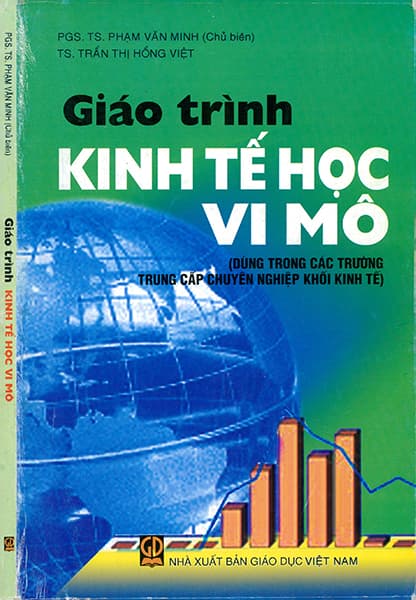 PGS. TS. PHẠM VĂN MINH (Chủ biên)
TS. TRẦN THỊ HỒNG VIỆT
Giáo trình
KINH TẾ HỌC
VI MÔ
(DÙNG TRONG CÁC TRƯỜNG
TRUNG CẤP CHUYÊN NGHIỆP KHỐI KINH TẾ)
NHÀ XUẤT BẢN GIÁO DỤC VIỆT NAM
PGS. TS. PHẠM VĂN MINH (Chủ biên)
Giáo trình KINH TẾ HỌC VI MÔ